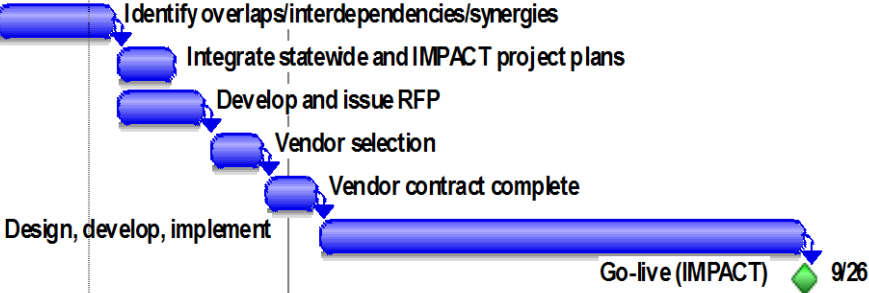 Identify overlaps/interdependencies/synergies
Integrate statewide and IMPACT project plans
Develop and issue RFP
Vendor selection
Vendor contract complete
Design, develop, implement
Go-live (IMPACT) 9/26